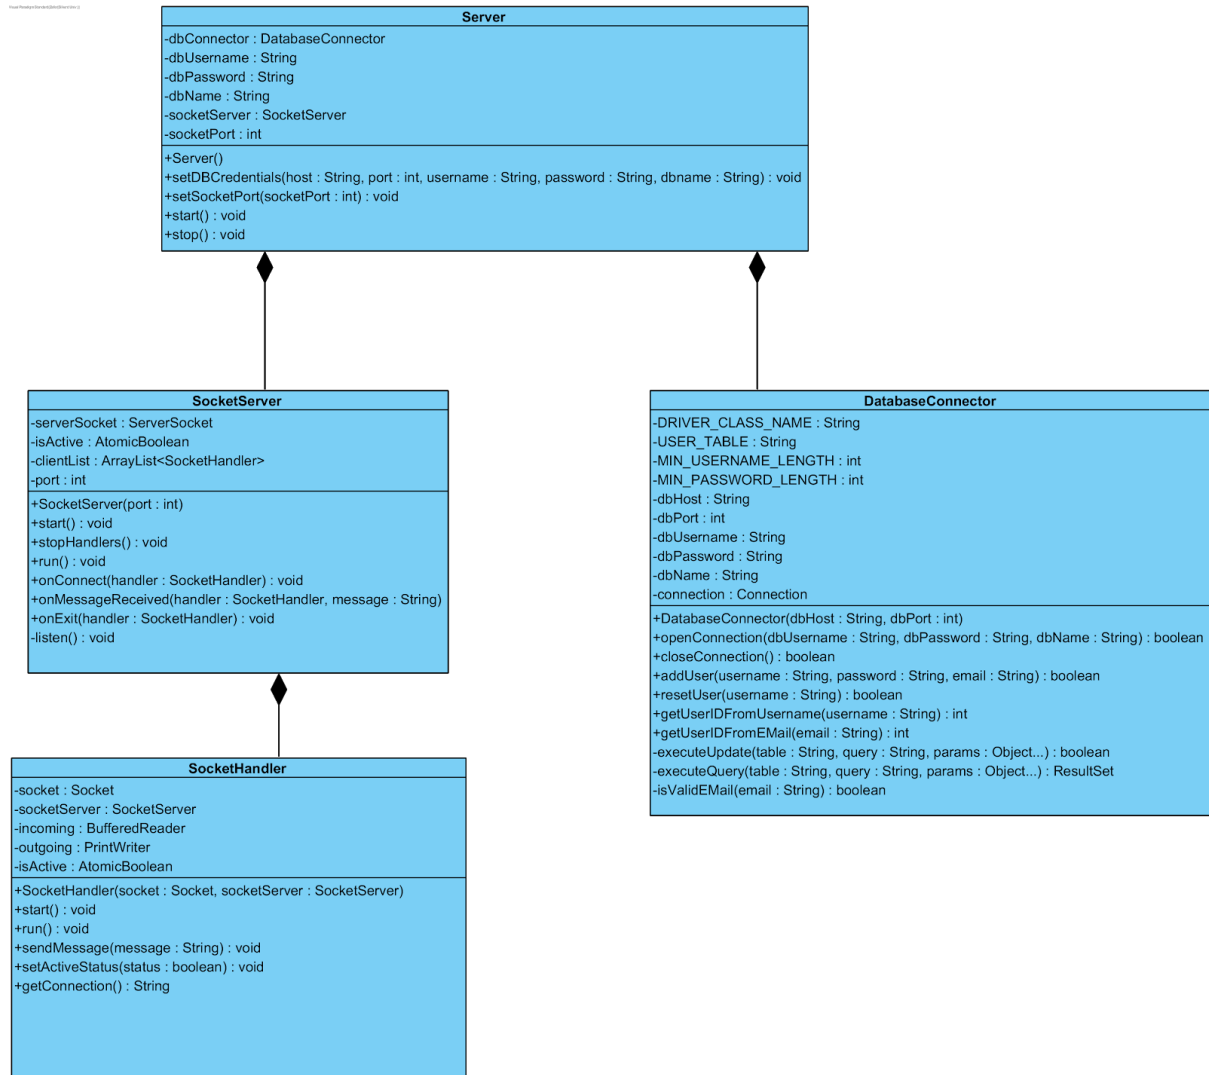 Server
-dbConnector : DatabaseConnector
-dbUsername : String
-dbPassword : String
-dbName : String
-socketServer : SocketServer
-socketPort : int
+Server()
+setDBCredentials(host : String, port : int, username : String, password : String, dbname : String) : void
+setSocketPort(socketPort : int) : void
+start() : void
+stop() : void
SocketServer
-serverSocket : ServerSocket
-isActive : AtomicBoolean
-clientList : ArrayList<SocketHandler>
-port : int
+SocketServer(port : int)
+start() : void
+stopHandlers() : void
+run() : void
+onConnect(handler : SocketHandler) : void
+onMessageReceived(handler : SocketHandler, message : String)
+onExit(handler : SocketHandler) : void
-listen() : void
DatabaseConnector
-DRIVER_CLASS_NAME : String
-USER_TABLE : String
-MIN_USERNAME_LENGTH : int
-MIN_PASSWORD_LENGTH : int
-dbHost : String
-dbPort : int
-dbUsername : String
-dbPassword : String
-dbName : String
-connection : Connection
+DatabaseConnector(dbHost : String, dbPort : int)
+openConnection(dbUsername : String, dbPassword : String, dbName : String) : boolean
+closeConnection() : boolean
+addUser(username : String, password : String, email : String) : boolean
+resetUser(username : String) : boolean
+getUserIDFromUsername(username : String) : int
+getUserIDFromEMail(email : String) : int
-executeUpdate(table : String, query : String, params : Object...) : boolean
-executeQuery(table : String, query : String, params : Object...) : ResultSet
-isValidEMail(email : String) : boolean
SocketHandler
-socket : Socket
-socketServer : SocketServer
-incoming : BufferedReader
-outgoing : PrintWriter
-isActive : AtomicBoolean
+SocketHandler(socket : Socket, socketServer : SocketServer)
+start() : void
+run() : void
+sendMessage(message : String) : void
+setActiveStatus(status : boolean) : void
+getConnection() : String